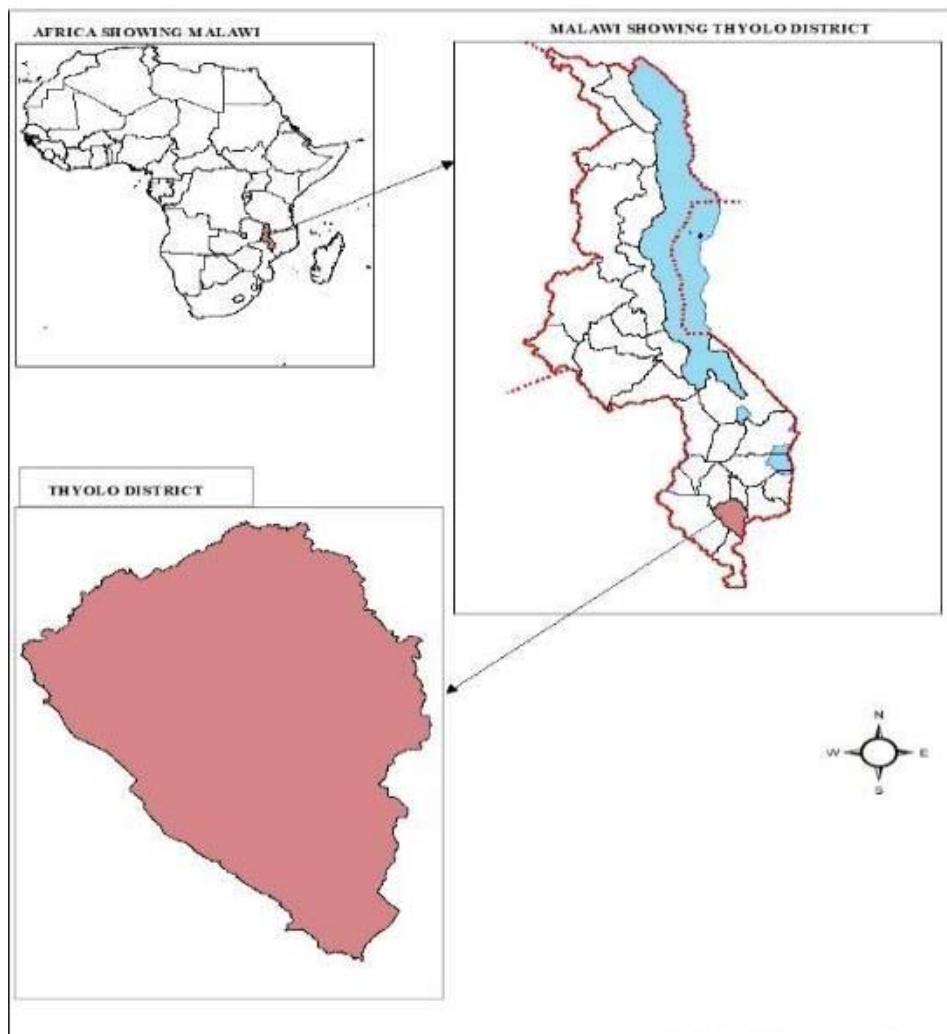 AFRICA SHOWING MALAWI
MALAWI SHOWING THYOLO DISTRICT
THYOLO DISTRICT
N
W E
S